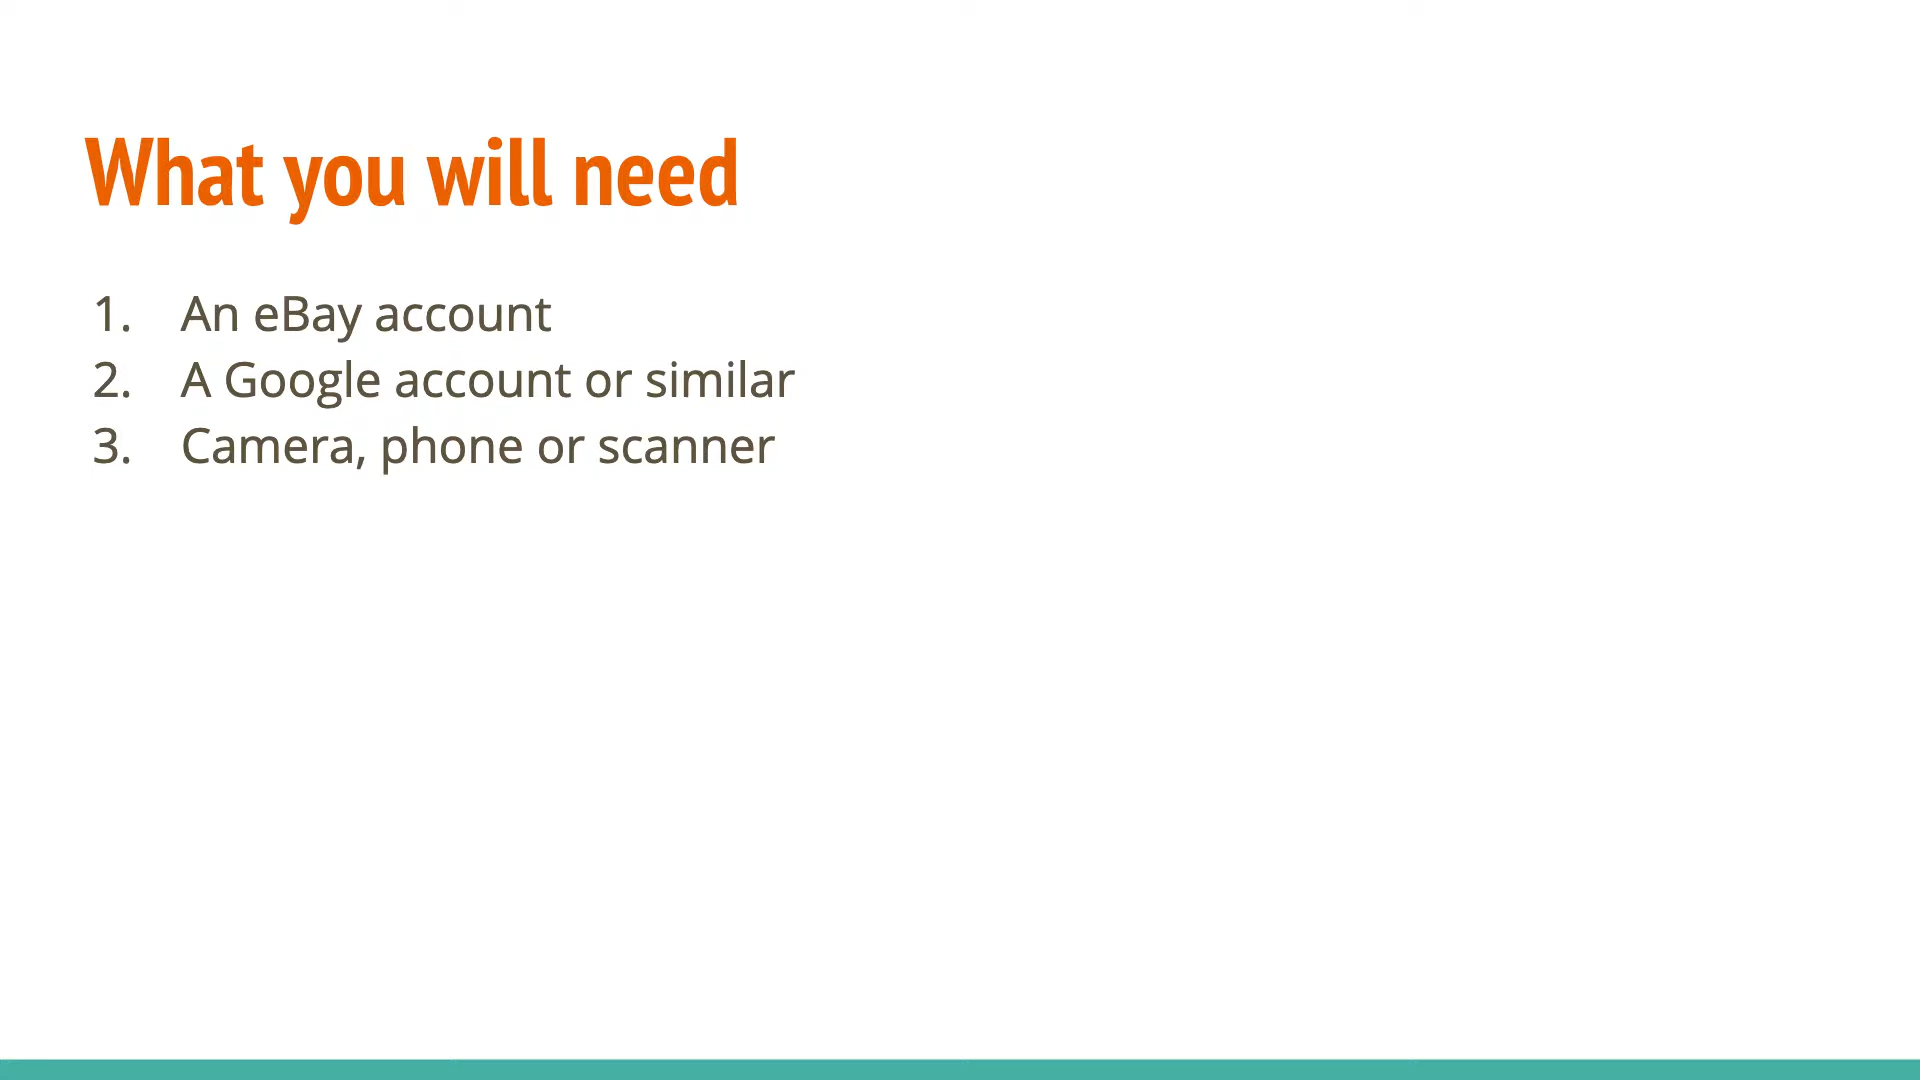 What you will need
1. An eBay account
2. A Google account or similar
3. Camera, phone or scanner